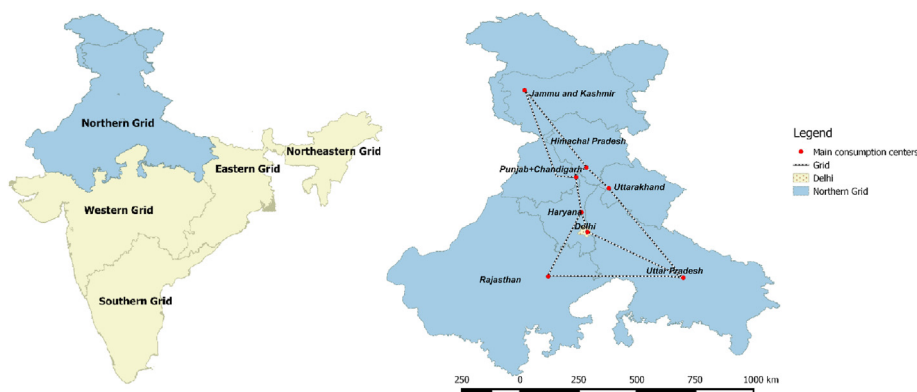 Northern Grid
Eastern Grid
Northeastern Grid
Western Grid
Southern Grid
Jammu and Kashmir
Himachal Pradesh
Punjab+Chandigarh
Uttarakhand
Haryana
Delhi
Rajasthan
Uttar Pradesh
Legend
Main consumption centers
Grid
Delhi
Northern Grid
250 0 250 500 750 1000 km